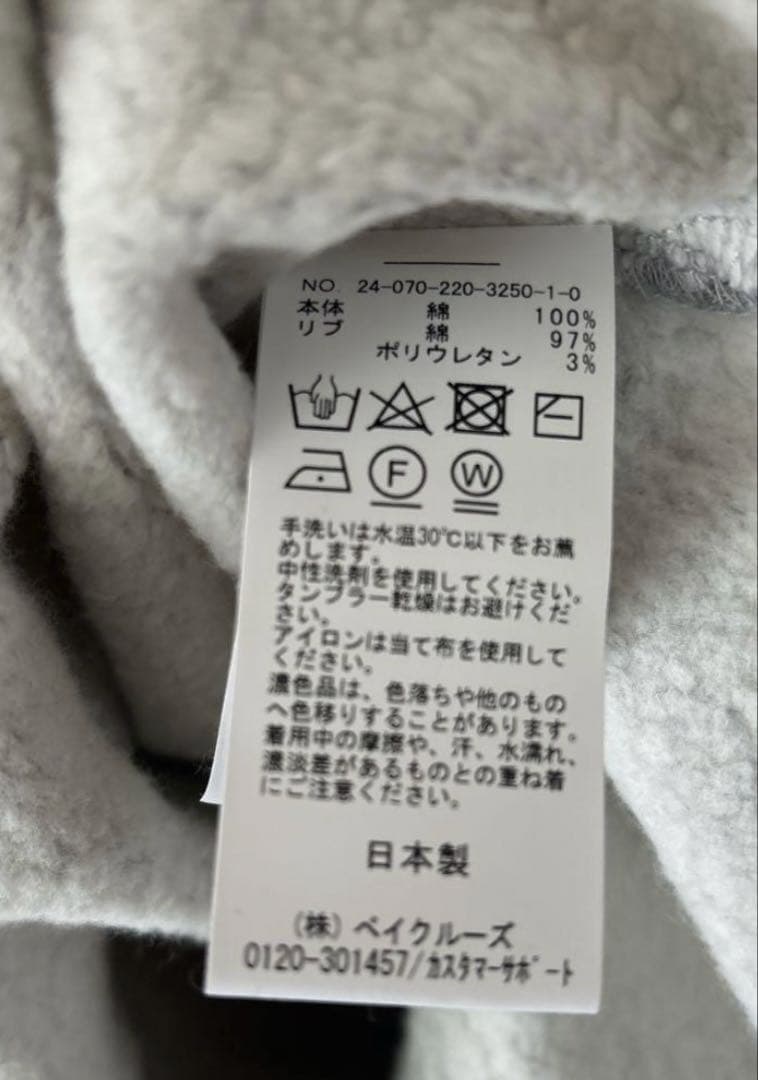 NO. 24-070-220-3250-1-0
本体 綿 100%
リブ 綿 97%
ポリウレタン 3%
F W
手洗いは水温30℃以下をお薦
めします。
中性洗剤を使用してください。
タンブラー乾燥はお避けくだ
さい。
アイロンは当て布を使用して
ください。
濃色品は、色落ちや他のもの
へ色移りすることがあります。
着用中の摩擦や、汗、水濡れ、
濃淡差があるものとの重ね着
にご注意ください。
日本製
(株) ベイクルーズ
0120-301457/カスタマーサポート